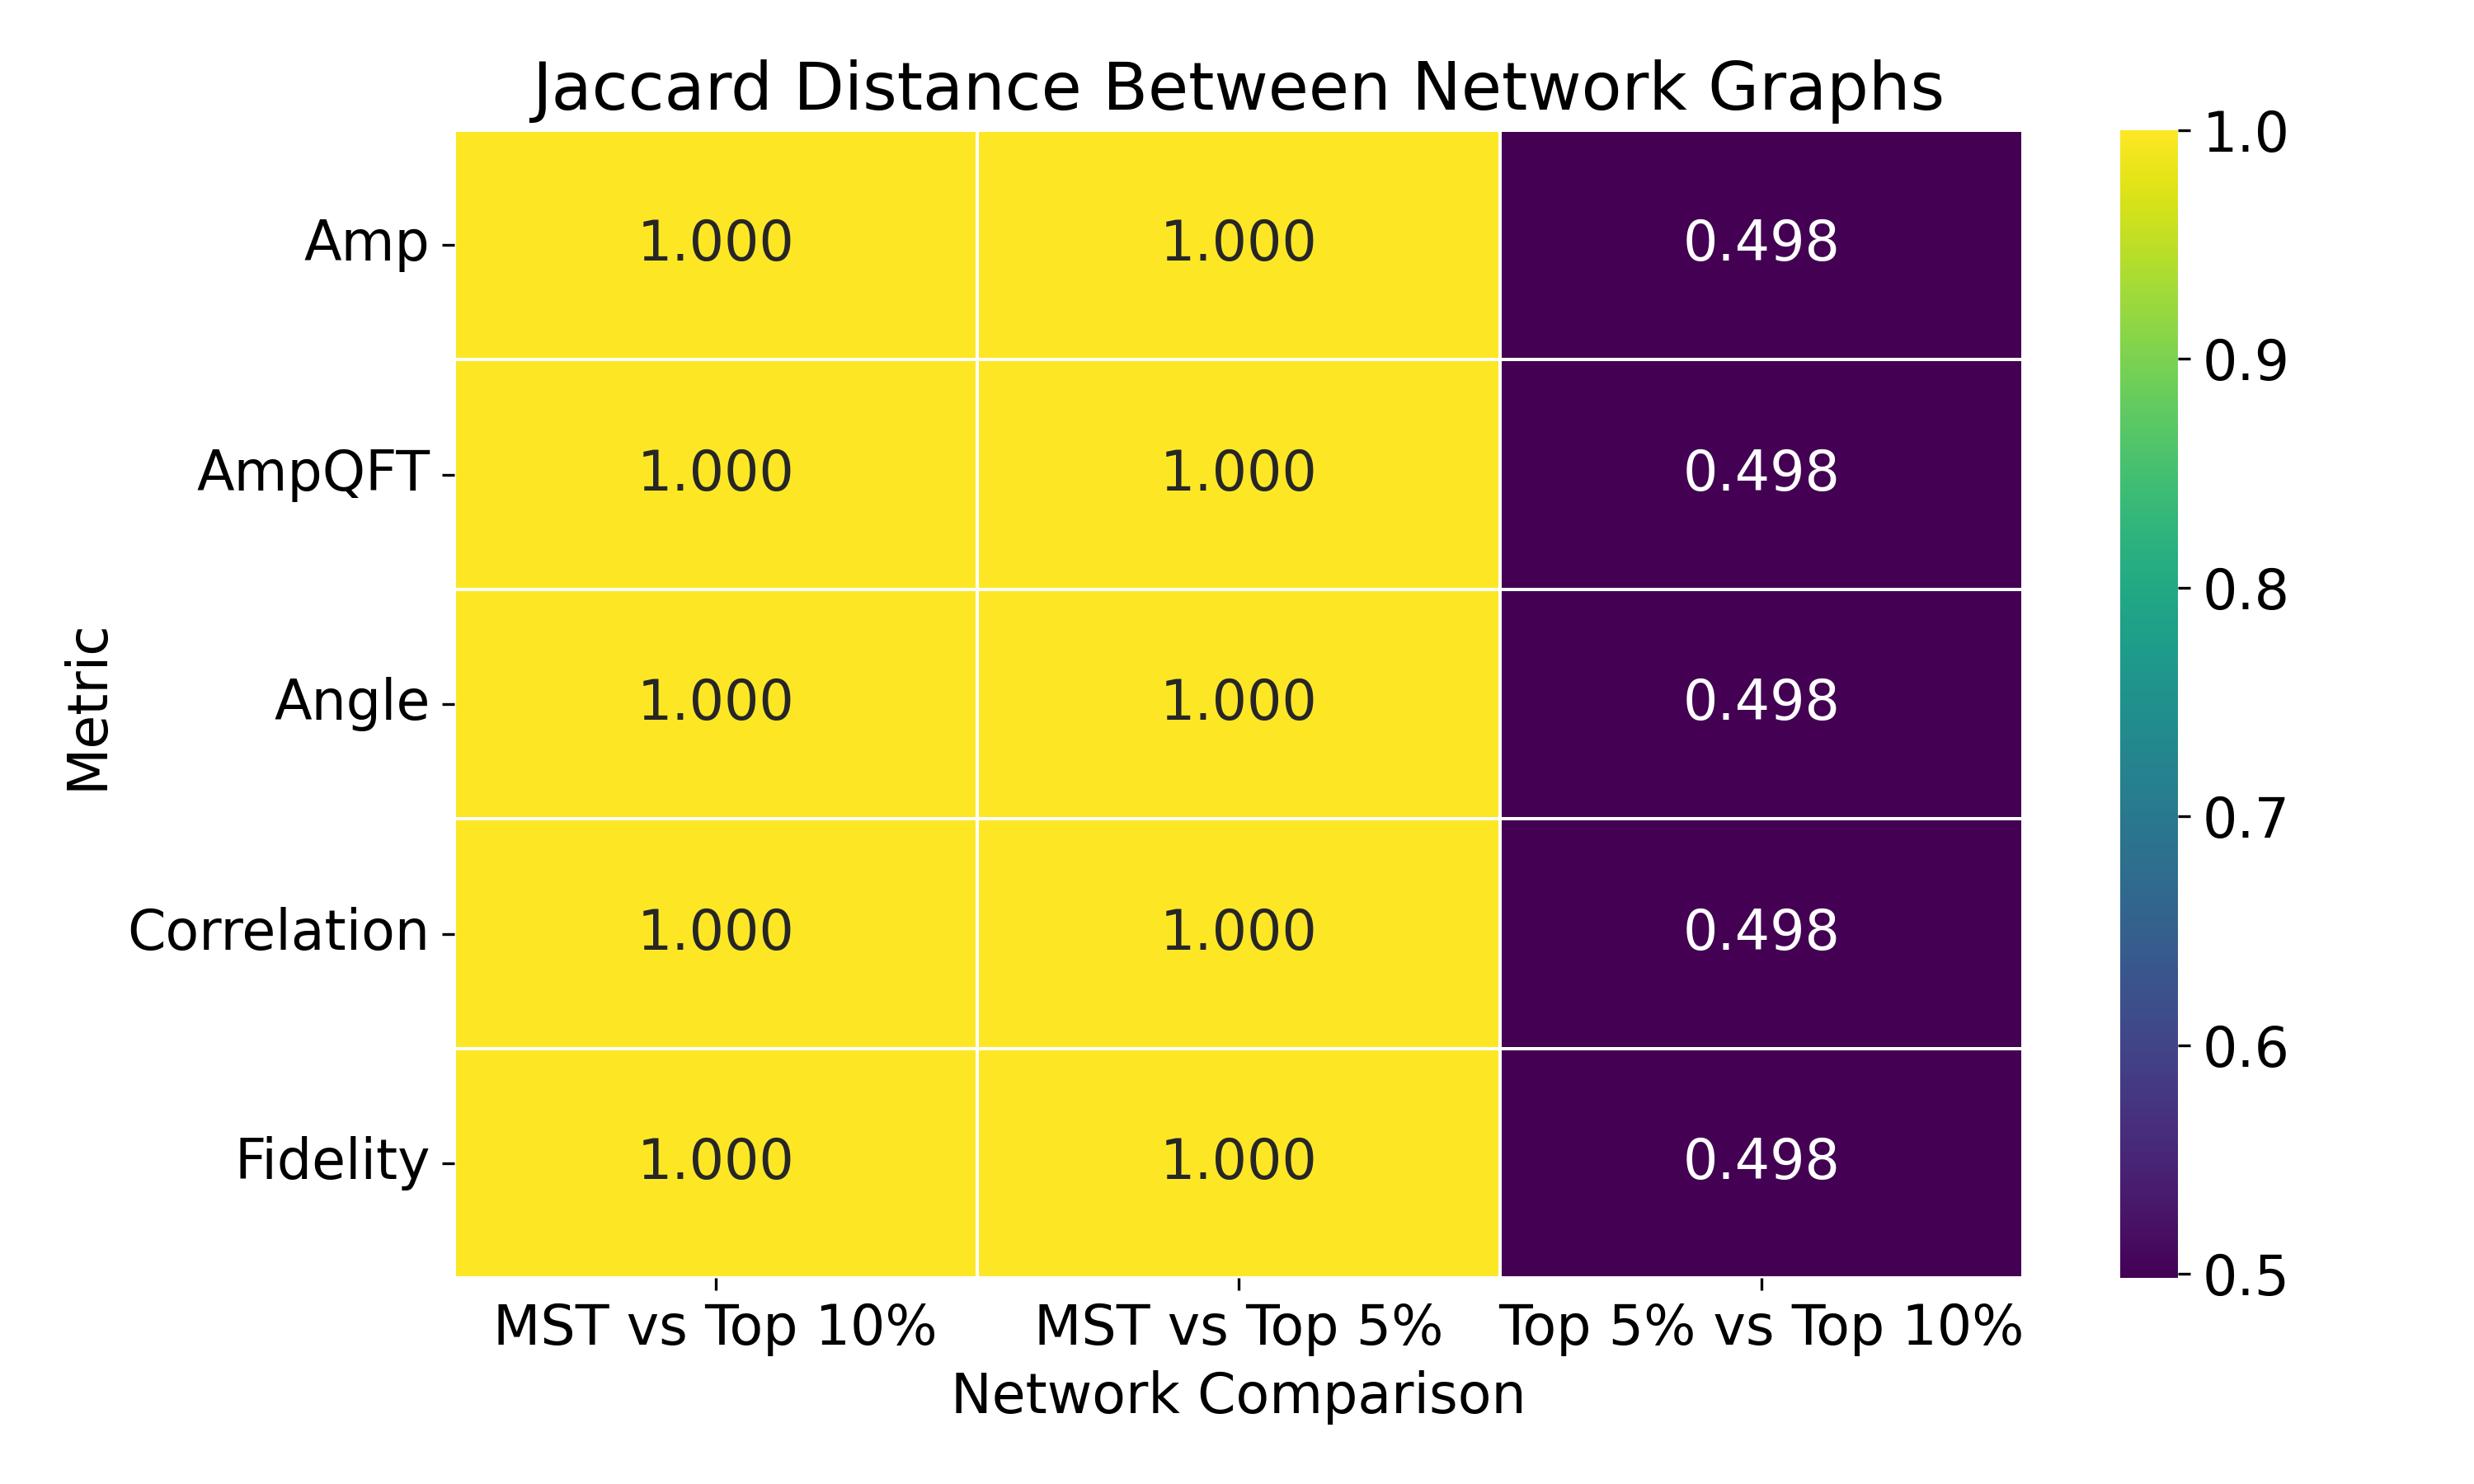 Jaccard Distance Between Network Graphs
Amp 1.000 1.000 0.498
AmpQFT 1.000 1.000 0.498
Angle 1.000 1.000 0.498
Correlation 1.000 1.000 0.498
Fidelity 1.000 1.000 0.498
Metric
MST vs Top 10% MST vs Top 5% Top 5% vs Top 10%
Network Comparison
1.0
0.9
0.8
0.7
0.6
0.5